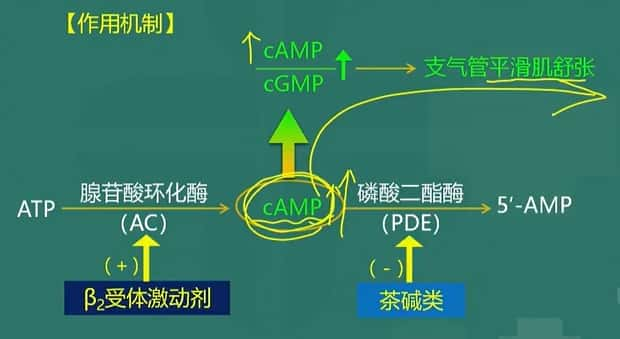 【作用机制】
cAMP
cGMP
支气管平滑肌舒张
ATP
腺苷酸环化酶
(AC)
cAMP
磷酸二酯酶
(PDE)
5'-AMP
(+)
(-)
β₂受体激动剂
茶碱类